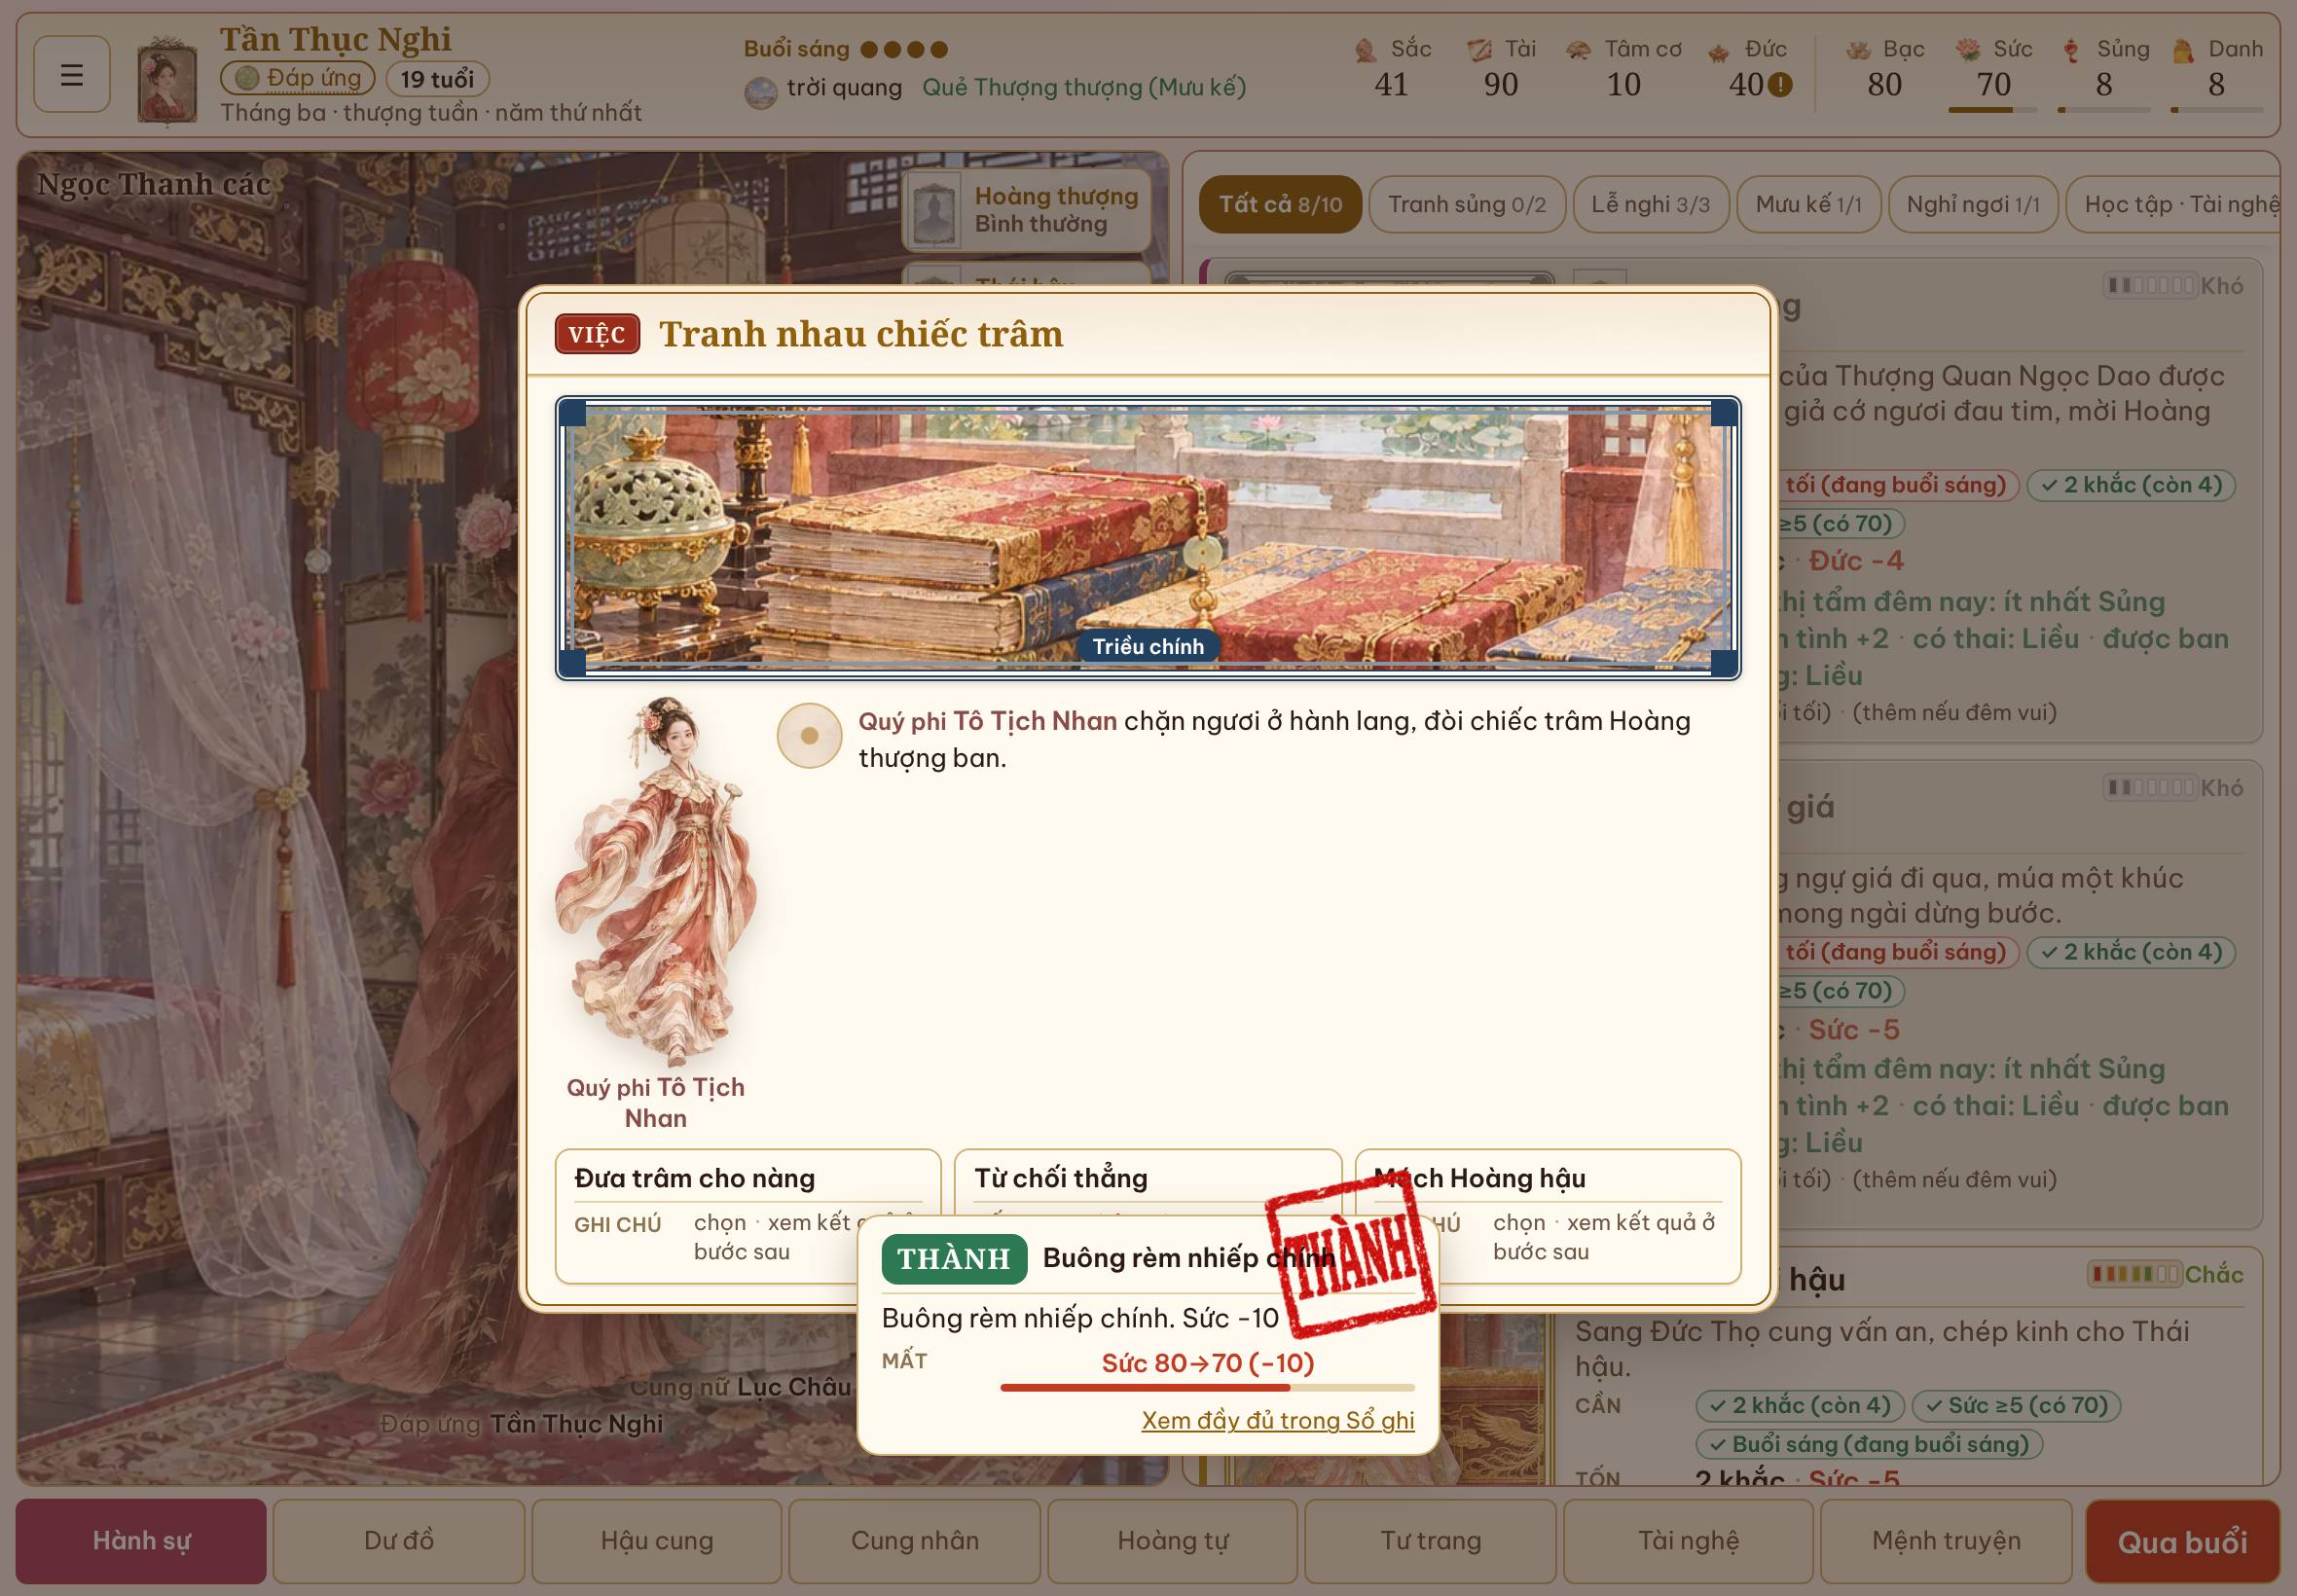 Tần Thục Nghi
Đáp ứng 19 tuổi
Tháng ba · thượng tuần · năm thứ nhất
Buổi sáng
trời quang Quẻ Thượng thượng (Mưu kế)
Sắc Tài Tâm cơ Đức Bạc Sức Sủng Danh
41 90 10 40 ! 80 70 8 8
Ngọc Thanh các
Hoàng thượng
Bình thường
Tất cả 8/10 Tranh sủng 0/2 Lễ nghi 3/3 Mưu kế 1/1 Nghỉ ngơi 1/1 Học tập · Tài nghệ
Khó
của Thượng Quan Ngọc Dao được
giả cớ ngươi đau tim, mời Hoàng
tối (đang buổi sáng) ✓ 2 khắc (còn 4)
≥5 (có 70)
· Đức -4
thị tẩm đêm nay: ít nhất Sủng
tình +2 · có thai: Liều · được ban
Liều
tối) · (thêm nếu đêm vui)
Khó
giá
ngự giá đi qua, múa một khúc
mong ngài dừng bước.
tối (đang buổi sáng) ✓ 2 khắc (còn 4)
≥5 (có 70)
· Sức -5
thị tẩm đêm nay: ít nhất Sủng
tình +2 · có thai: Liều · được ban
Liều
tối) · (thêm nếu đêm vui)
hậu Chắc
Sang Đức Thọ cung vấn an, chép kinh cho Thái
hậu.
CẦN ✓ 2 khắc (còn 4) ✓ Sức ≥5 (có 70)
✓ Buổi sáng (đang buổi sáng)
TỐN 2 khắc · Sức -5
VIỆC Tranh nhau chiếc trâm
Triều chính
Quý phi Tô Tịch Nhan chặn ngươi ở hành lang, đòi chiếc trâm Hoàng
thượng ban.
Quý phi Tô Tịch
Nhan
Đưa trâm cho nàng
GHI CHÚ chọn · xem kết
bước sau
Từ chối thẳng
Mách Hoàng hậu
chọn · xem kết quả ở
bước sau
THÀNH Buông rèm nhiếp chính
THÀNH
Buông rèm nhiếp chính. Sức -10
MẤT Sức 80→70 (-10)
Xem đầy đủ trong Sổ ghi
Cung nữ Lục Châu
Đáp ứng Tần Thục Nghi
Hành sự Dư đồ Hậu cung Cung nhân Hoàng tự Tư trang Tài nghệ Mệnh truyện Qua buổi